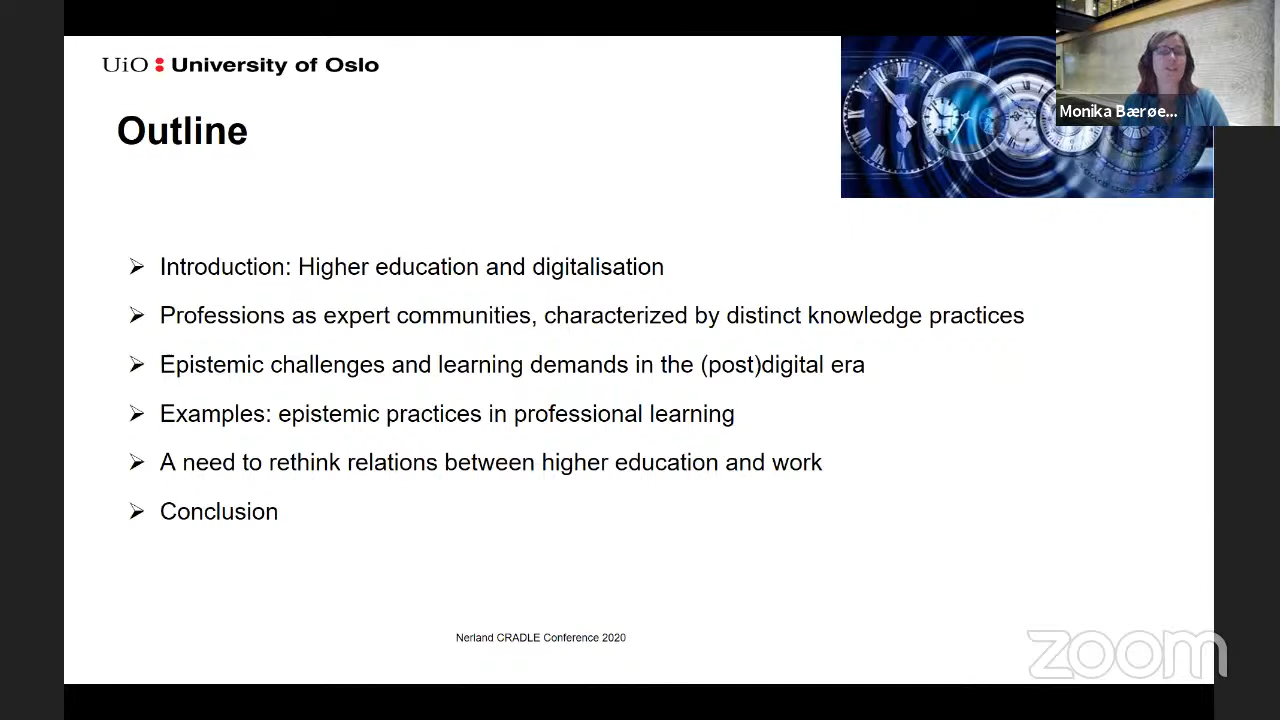 UiO : University of Oslo
Outline
Monika Bærøe...
➢ Introduction: Higher education and digitalisation
➢ Professions as expert communities, characterized by distinct knowledge practices
➢ Epistemic challenges and learning demands in the (post)digital era
➢ Examples: epistemic practices in professional learning
➢ A need to rethink relations between higher education and work
➢ Conclusion
Nerland CRADLE Conference 2020
zoom